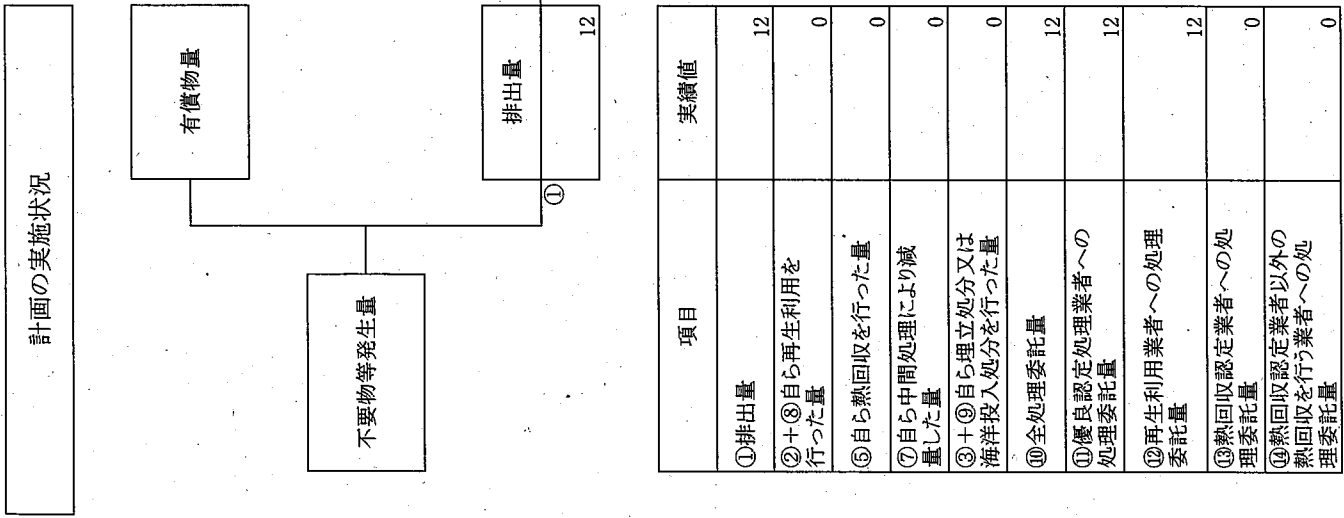 計画の実施状況
不要物等発生量
有償物量
①
排出量
12
項目
実績値
①排出量
12
②+⑧自ら再生利用を
行った量
0
⑤自ら熱回収を行った量
0
⑦自ら中間処理により減
量した量
0
③+⑨自ら埋立処分又は
海洋投入処分を行った量
0
⑩全処理委託量
12
⑪優良認定処理業者への
処理委託量
12
⑫再生利用業者への処理
委託量
12
⑬熱回収認定業者への処
理委託量
0
⑭熱回収認定業者以外の
熱回収を行う業者への処
理委託量
0